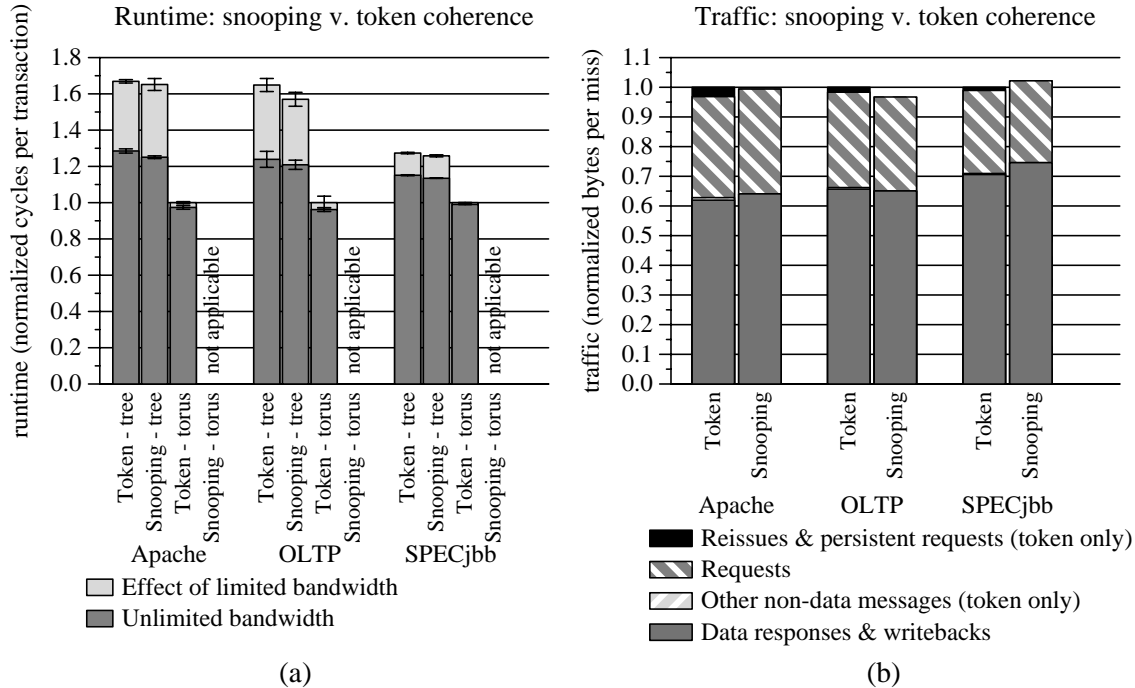 Runtime: snooping v. token coherence
runtime (normalized cycles per transaction)
1.8
1.6
1.4
1.2
1.0
0.8
0.6
0.4
0.2
0.0
not applicable
not applicable
not applicable
Token - tree
Snooping - tree
Token - torus
Snooping - torus
Token - tree
Snooping - tree
Token - torus
Snooping - torus
Token - tree
Snooping - tree
Token - torus
Snooping - torus
Apache
OLTP
SPECjbb
Effect of limited bandwidth
Unlimited bandwidth
(a)
Traffic: snooping v. token coherence
traffic (normalized bytes per miss)
1.1
1.0
0.9
0.8
0.7
0.6
0.5
0.4
0.3
0.2
0.1
0.0
Token
Snooping
Token
Snooping
Token
Snooping
Apache
OLTP
SPECjbb
Reissues & persistent requests (token only)
Requests
Other non-data messages (token only)
Data responses & writebacks
(b)